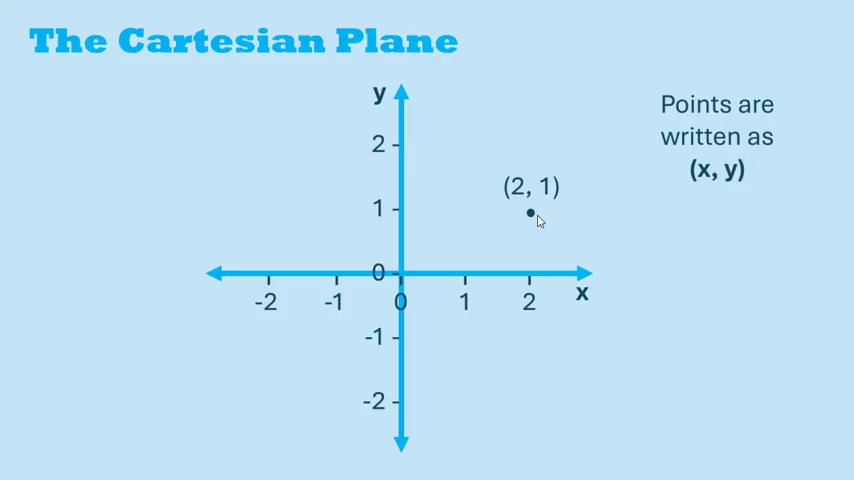 The Cartesian Plane
y
Points are
written as
(x, y)
2
(2, 1)
1
0
x
-2 -1 0 1 2
-1
-2